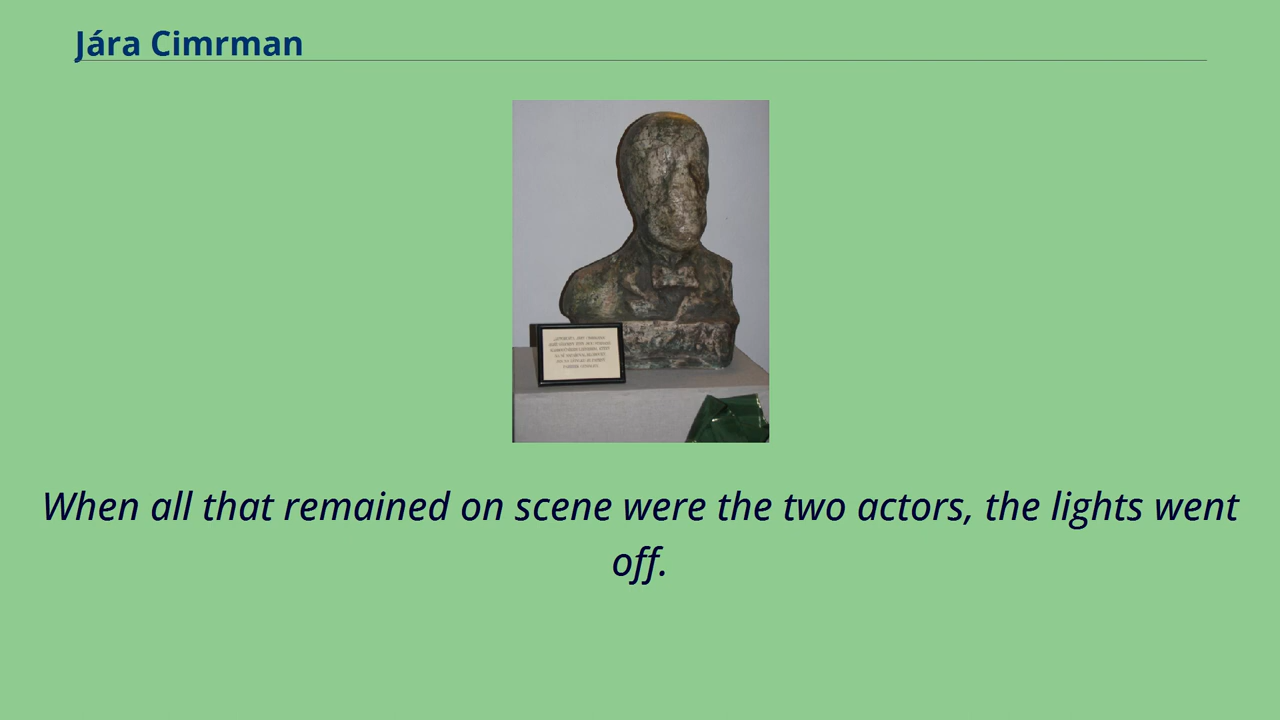 Jára Cimrman
When all that remained on scene were the two actors, the lights went
off.